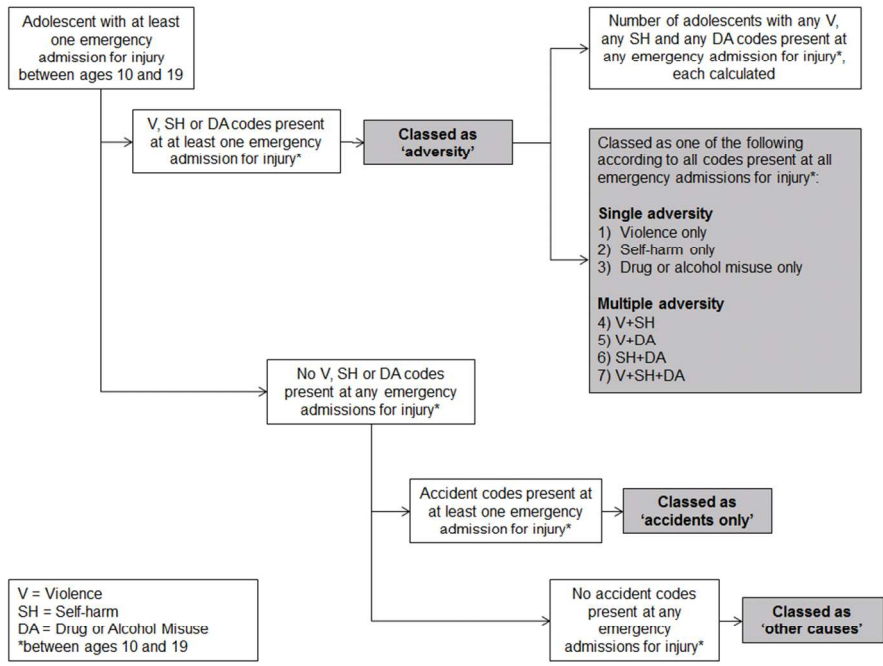 Adolescent with at least
one emergency
admission for injury
between ages 10 and 19
Number of adolescents with any V,
any SH and any DA codes present at
any emergency admission for injury*,
each calculated
V, SH or DA codes present
at at least one emergency
admission for injury*
Classed as
‘adversity’
Classed as one of the following
according to all codes present at all
emergency admissions for injury*:
Single adversity
1) Violence only
2) Self-harm only
3) Drug or alcohol misuse only
Multiple adversity
4) V+SH
5) V+DA
6) SH+DA
7) V+SH+DA
No V, SH or DA codes
present at any emergency
admissions for injury*
Accident codes present at
at least one emergency
admission for injury*
Classed as
‘accidents only’
No accident codes
present at any
emergency
admissions for injury*
Classed as
‘other causes’
V = Violence
SH = Self-harm
DA = Drug or Alcohol Misuse
*between ages 10 and 19